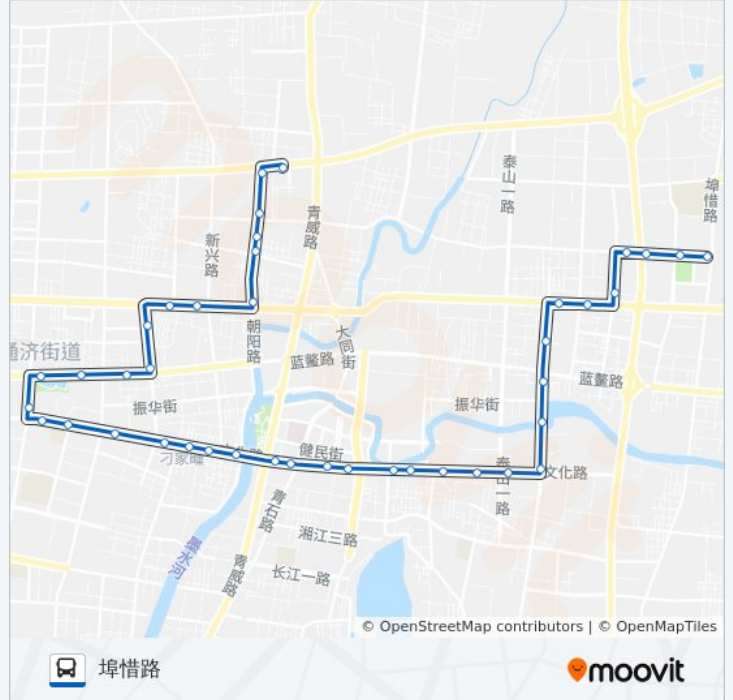 泰山一路
埠惜路
青威路
新兴路
朝阳路
大同街
通济街道
蓝鳌路
蓝鳌路
振华街
振华街
健民街
文化路
泰山一路
青石路
湘江三路
墨水河
青威路
长江一路
© OpenStreetMap contributors | © OpenMapTiles
埠惜路
moovit